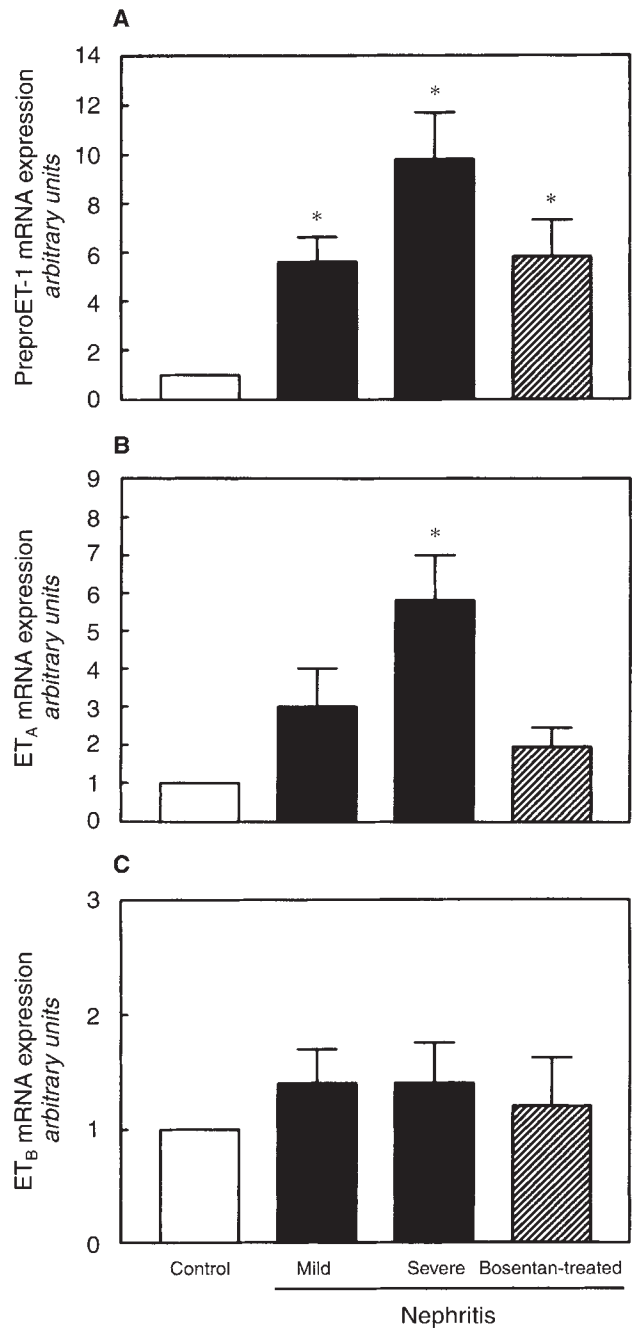 A
PreproET-1 mRNA expression
arbitrary units
14
12
10
8
6
4
2
0
*
*
*
B
ET_A mRNA expression
arbitrary units
9
8
7
6
5
4
3
2
1
0
*
C
ET_B mRNA expression
arbitrary units
3
2
1
0
Control Mild Severe Bosentan-treated
Nephritis